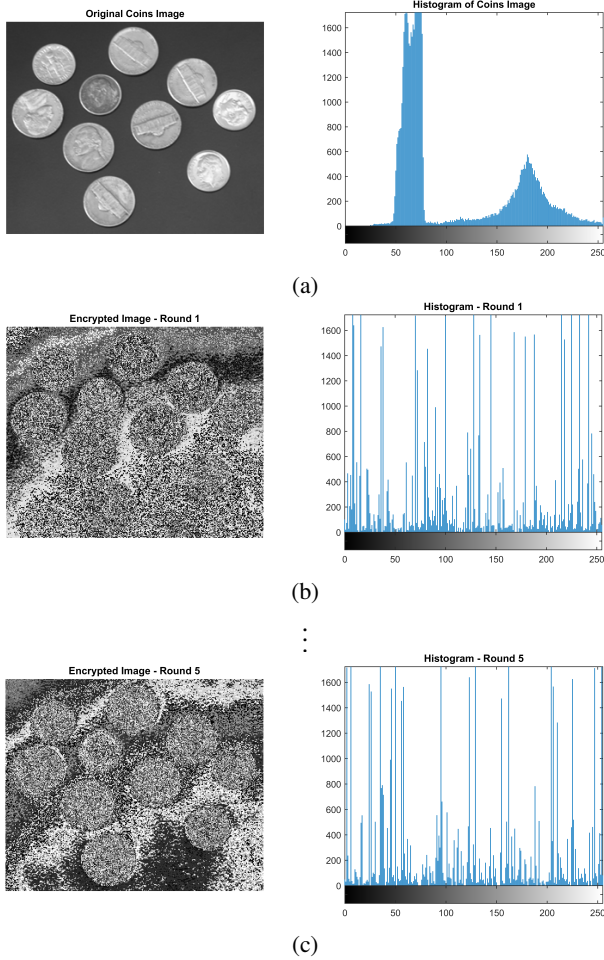 Original Coins Image
Histogram of Coins Image
1600
1400
1200
1000
800
600
400
200
0
0 50 100 150 200 250
(a)
Encrypted Image - Round 1
Histogram - Round 1
1600
1400
1200
1000
800
600
400
200
0
0 50 100 150 200 250
(b)
⋮
Encrypted Image - Round 5
Histogram - Round 5
1600
1400
1200
1000
800
600
400
200
0
0 50 100 150 200 250
(c)